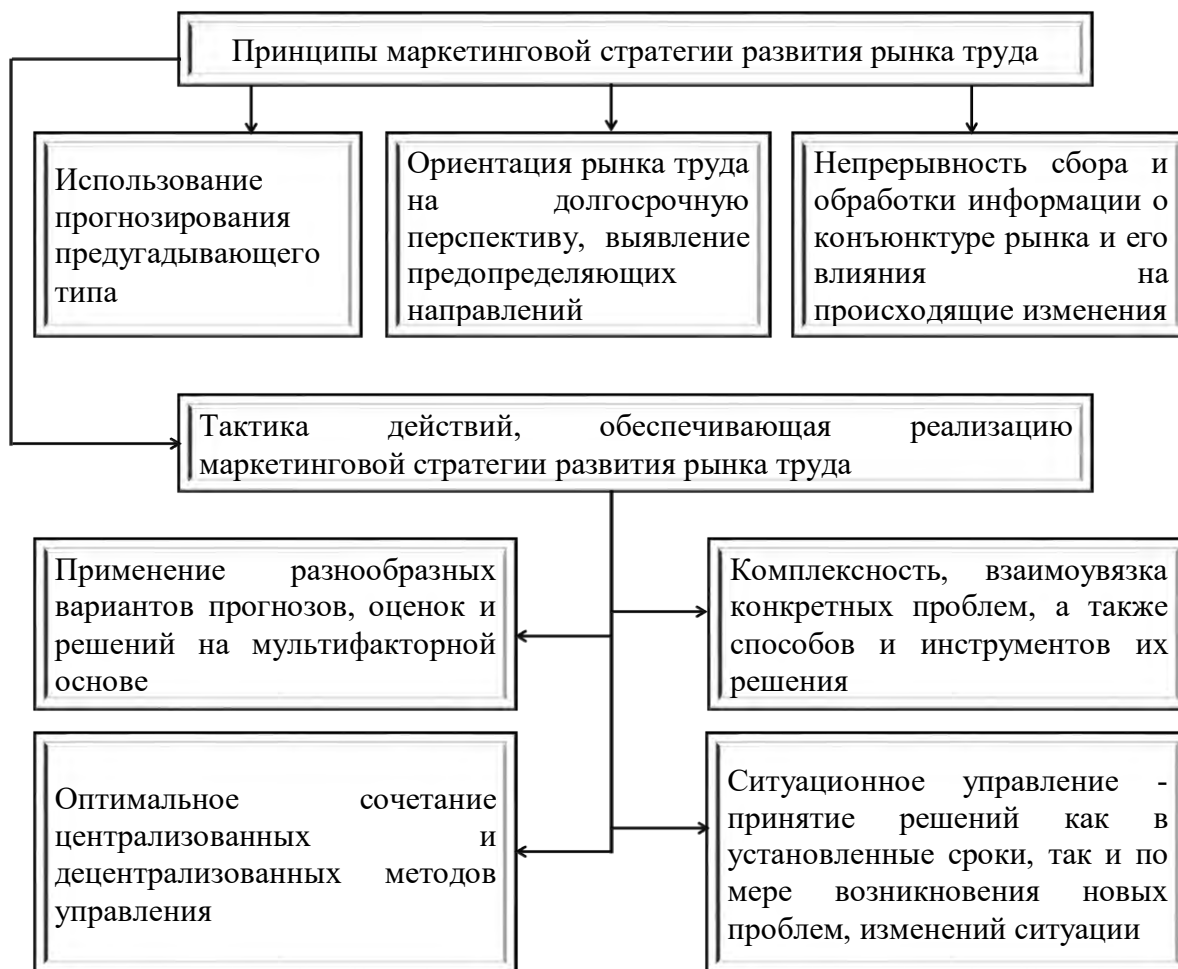 Принципы маркетинговой стратегии развития рынка труда
Использование
прогнозирования
предугадывающего
типа
Ориентация рынка труда
на долгосрочную
перспективу, выявление
предопределяющих
направлений
Непрерывность сбора и
обработки информации о
конъюнктуре рынка и его
влияния на
происходящие изменения
Тактика действий, обеспечивающая реализацию
маркетинговой стратегии развития рынка труда
Применение разнообразных
вариантов прогнозов, оценок и
решений на мультифакторной
основе
Комплексность, взаимоувязка
конкретных проблем, а также
способов и инструментов их
решения
Оптимальное сочетание
централизованных и
децентрализованных методов
управления
Ситуационное управление -
принятие решений как в
установленные сроки, так и по
мере возникновения новых
проблем, изменений ситуации